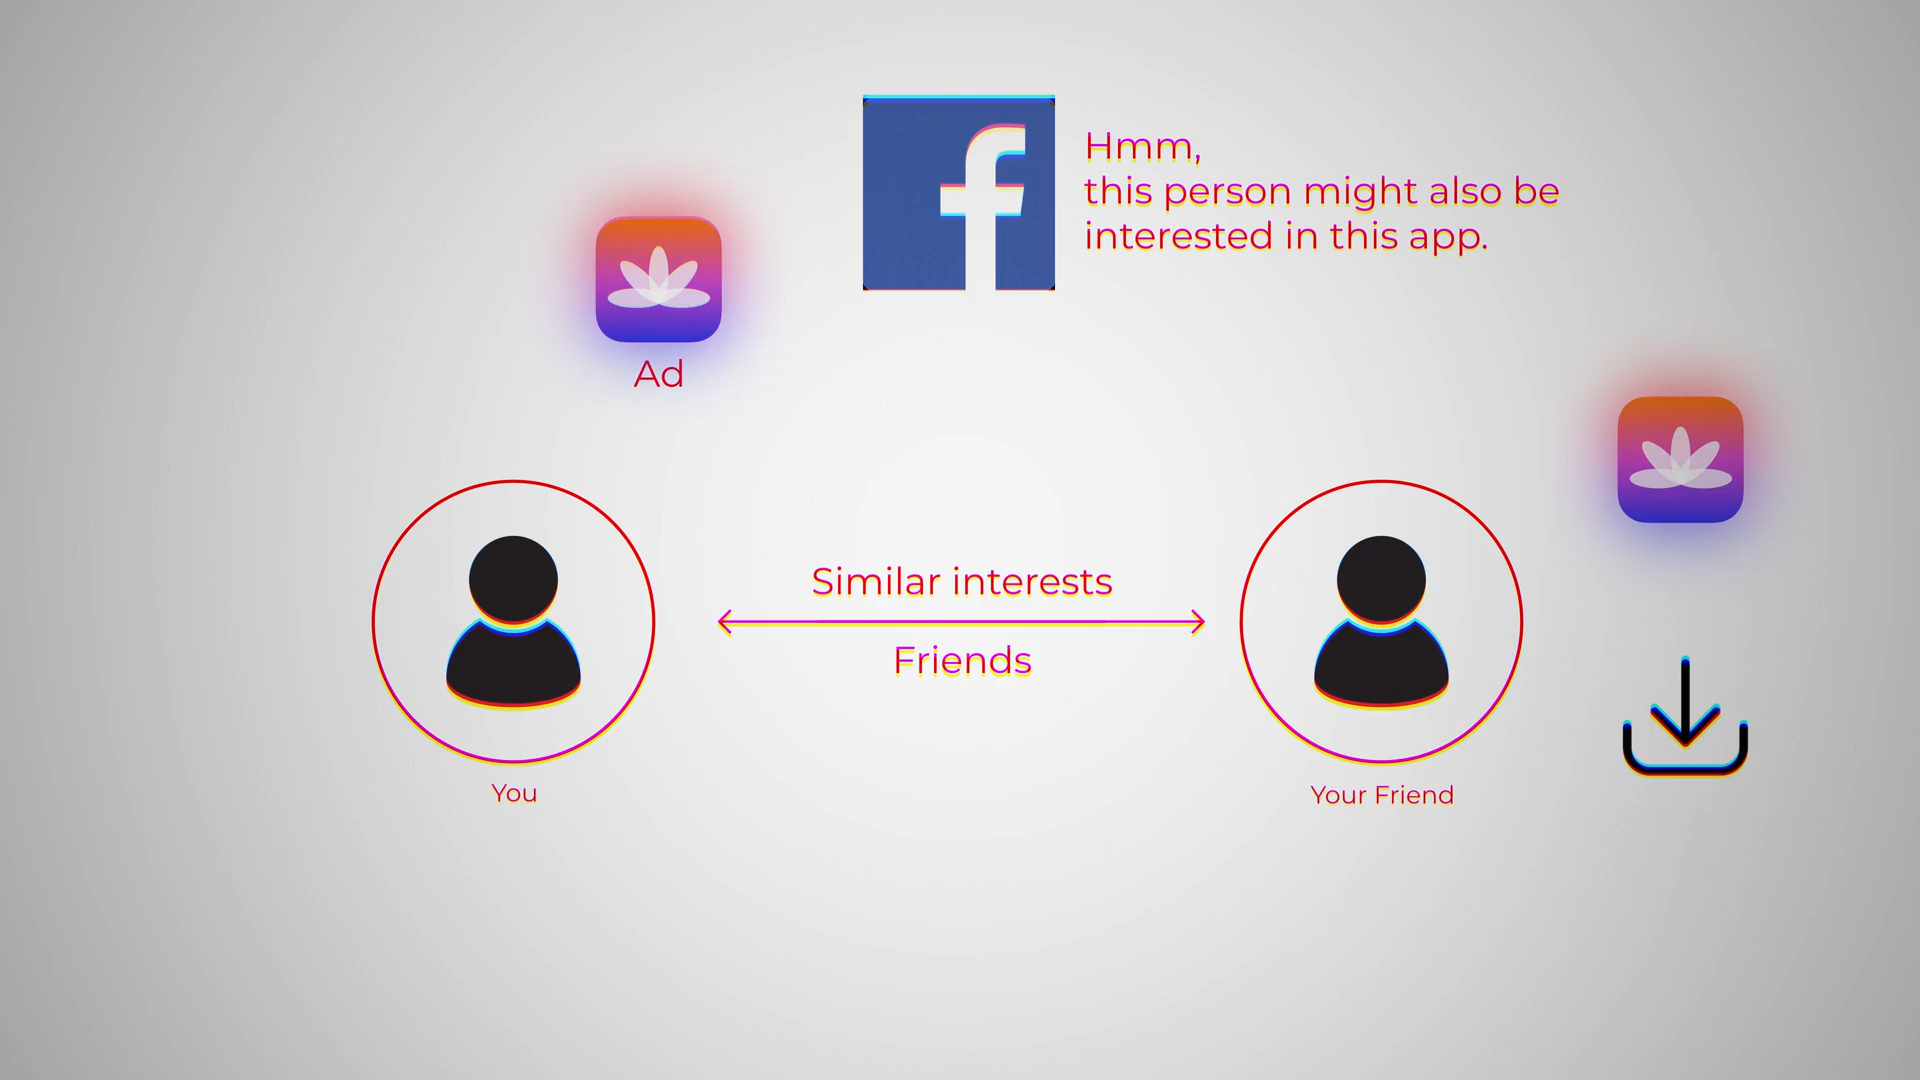 Hmm,
this person might also be
interested in this app.
Ad
Similar interests
Friends
You
Your Friend